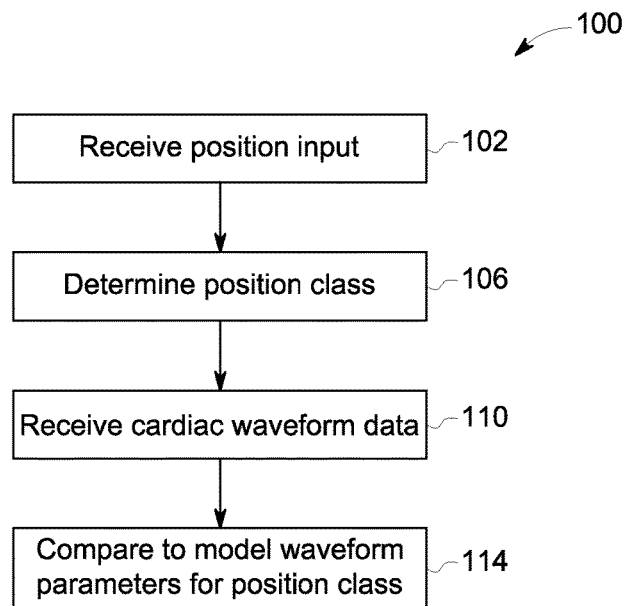 100
Receive position input
102
Determine position class
106
Receive cardiac waveform data
110
Compare to model waveform
parameters for position class
114